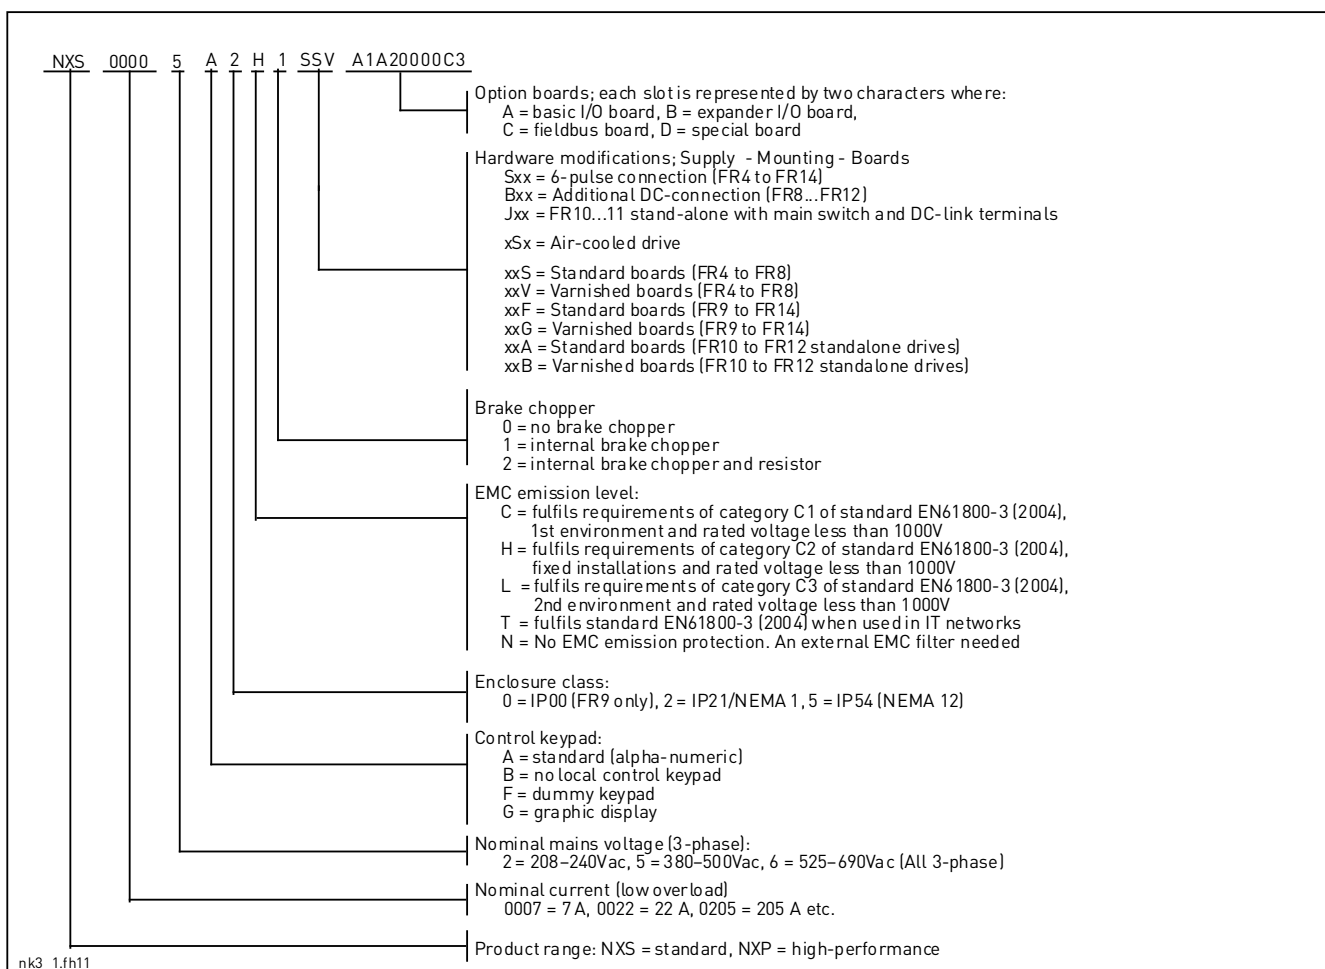 NXS 0000 5 A 2 H 1 SSV A1A20000C3
Option boards; each slot is represented by two characters where:
A = basic I/O board, B = expander I/O board,
C = fieldbus board, D = special board
Hardware modifications; Supply - Mounting - Boards
Sxx = 6-pulse connection (FR4 to FR14)
Bxx = Additional DC-connection (FR8...FR12)
Jxx = FR10...11 stand-alone with main switch and DC-link terminals
xSx = Air-cooled drive
xxS = Standard boards (FR4 to FR8)
xxV = Varnished boards (FR4 to FR8)
xxF = Standard boards (FR9 to FR14)
xxG = Varnished boards (FR9 to FR14)
xxA = Standard boards (FR10 to FR12 standalone drives)
xxB = Varnished boards (FR10 to FR12 standalone drives)
Brake chopper
0 = no brake chopper
1 = internal brake chopper
2 = internal brake chopper and resistor
EMC emission level:
C = fulfils requirements of category C1 of standard EN61800-3 (2004),
1st environment and rated voltage less than 1000V
H = fulfils requirements of category C2 of standard EN61800-3 (2004),
fixed installations and rated voltage less than 1000V
L = fulfils requirements of category C3 of standard EN61800-3 (2004),
2nd environment and rated voltage less than 1000V
T = fulfils standard EN61800-3 (2004) when used in IT networks
N = No EMC emission protection. An external EMC filter needed
Enclosure class:
0 = IP00 (FR9 only), 2 = IP21/NEMA 1, 5 = IP54 (NEMA 12)
Control keypad:
A = standard (alpha-numeric)
B = no local control keypad
F = dummy keypad
G = graphic display
Nominal mains voltage (3-phase):
2 = 208–240Vac, 5 = 380–500Vac, 6 = 525–690Vac (All 3-phase)
Nominal current (low overload)
0007 = 7 A, 0022 = 22 A, 0205 = 205 A etc.
Product range: NXS = standard, NXP = high-performance
nk3_1.fh11